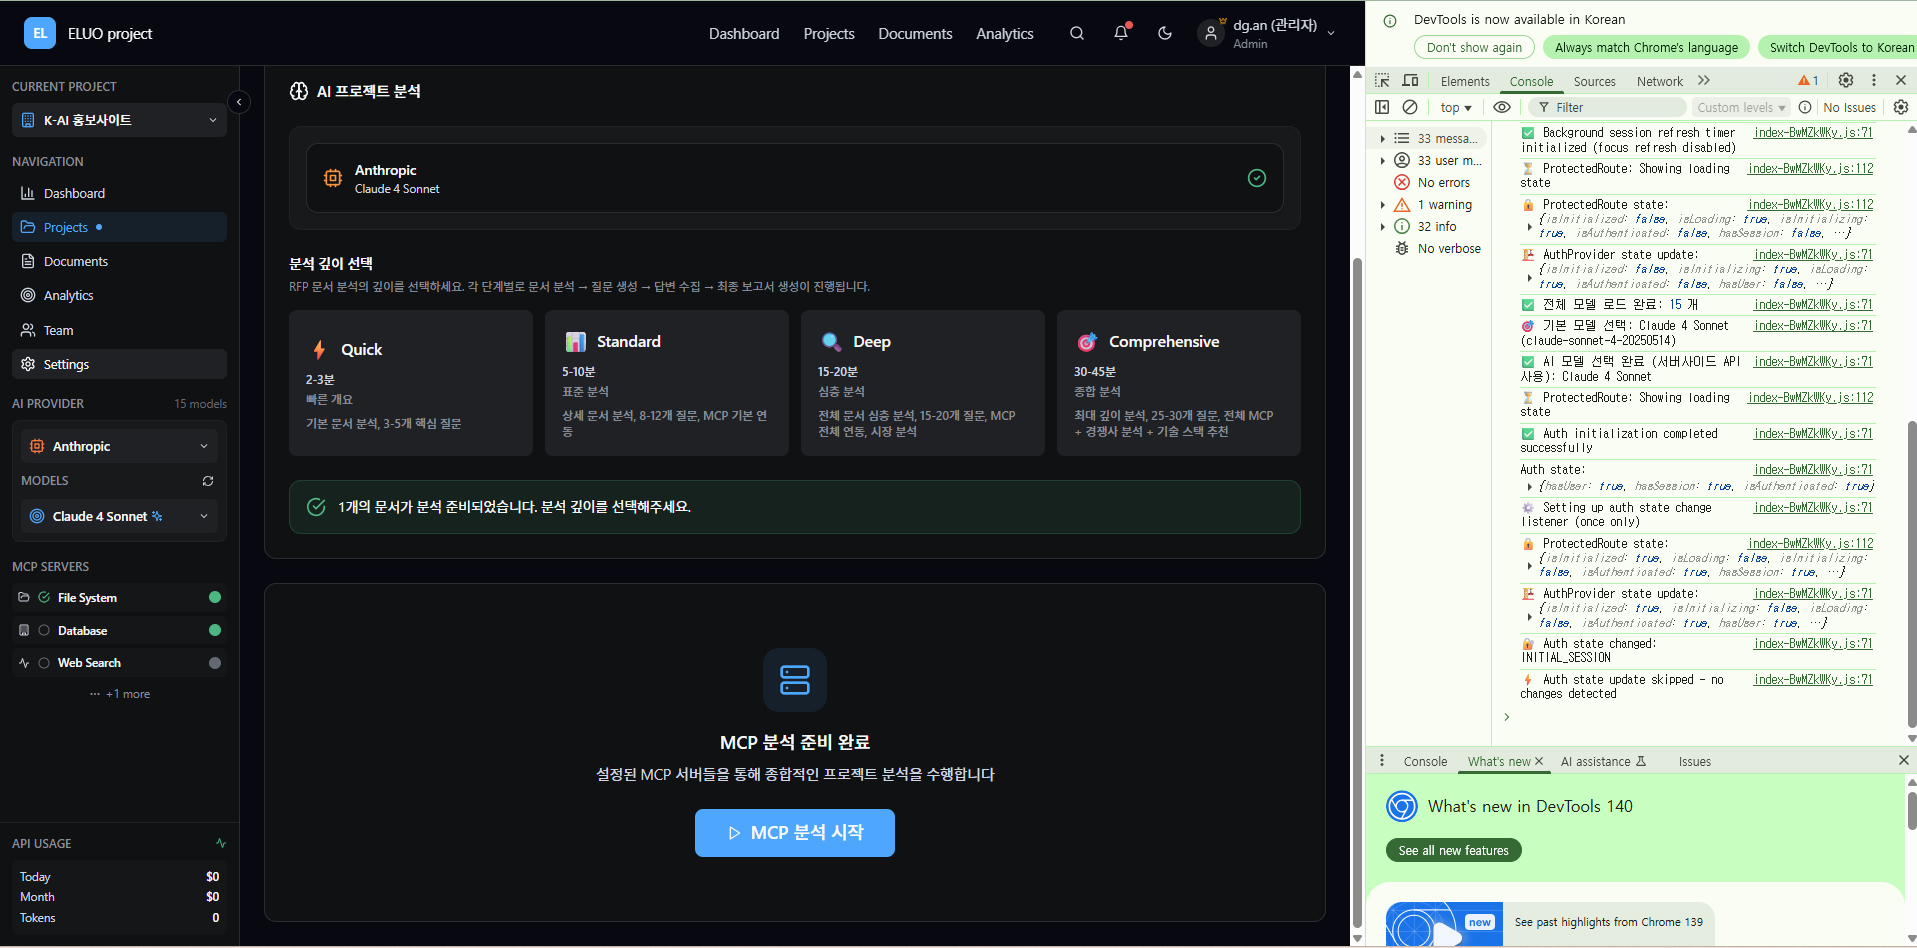 EL
ELUO project
Dashboard
Projects
Documents
Analytics
dg.an (관리자)
Admin
CURRENT PROJECT
K-AI 홍보사이트
NAVIGATION
Dashboard
Projects
Documents
Analytics
Team
Settings
AI PROVIDER
15 models
Anthropic
MODELS
Claude 4 Sonnet
MCP SERVERS
File System
Database
Web Search
+1 more
API USAGE
Today $0
Month $0
Tokens 0
AI 프로젝트 분석
Anthropic
Claude 4 Sonnet
분석 깊이 선택
RFP 문서 분석의 깊이를 선택하세요. 각 단계별로 문서 분석 → 질문 생성 → 답변 수집 → 최종 보고서 생성이 진행됩니다.
Quick
2-3분
빠른 개요
기본 문서 분석, 3-5개 핵심 질문
Standard
5-10분
표준 분석
상세 문서 분석, 8-12개 질문, MCP 기본 연
동
Deep
15-20분
심층 분석
전체 문서 심층 분석, 15-20개 질문, MCP
전체 연동, 시장 분석
Comprehensive
30-45분
종합 분석
최대 깊이 분석, 25-30개 질문, 전체 MCP
+ 경쟁사 분석 + 기술 스택 추천
1개의 문서가 분석 준비되었습니다. 분석 깊이를 선택해주세요.
MCP 분석 준비 완료
설정된 MCP 서버들을 통해 종합적인 프로젝트 분석을 수행합니다
MCP 분석 시작
DevTools is now available in Korean
Don't show again
Always match Chrome's language
Switch DevTools to Korean
Elements
Console
Sources
Network
1
top
Filter
Custom levels
No Issues
33 messa...
33 user m...
No errors
1 warning
32 info
No verbose
Background session refresh timer index-BwMZkWKy.js:71
initialized (focus refresh disabled)
ProtectedRoute: Showing loading index-BwMZkWKy.js:112
state
ProtectedRoute state: index-BwMZkWKy.js:112
{isInitialized: false, isLoading: true, isInitializing:
true, isAuthenticated: false, hasSession: false, …}
AuthProvider state update: index-BwMZkWKy.js:71
{isInitialized: false, isInitializing: true, isLoading:
true, isAuthenticated: false, hasUser: false, …}
전체 모델 로드 완료: 15 개 index-BwMZkWKy.js:71
기본 모델 선택: Claude 4 Sonnet index-BwMZkWKy.js:71
(claude-sonnet-4-20250514)
AI 모델 선택 완료 (서버사이드 API index-BwMZkWKy.js:71
사용): Claude 4 Sonnet
ProtectedRoute: Showing loading index-BwMZkWKy.js:112
state
Auth initialization completed index-BwMZkWKy.js:71
successfully
Auth state: index-BwMZkWKy.js:71
{hasUser: true, hasSession: true, isAuthenticated: true}
Setting up auth state change index-BwMZkWKy.js:71
listener (once only)
ProtectedRoute state: index-BwMZkWKy.js:112
{isInitialized: true, isLoading: false, isInitializing:
false, isAuthenticated: true, hasSession: true, …}
AuthProvider state update: index-BwMZkWKy.js:71
{isInitialized: true, isInitializing: false, isLoading:
false, isAuthenticated: true, hasUser: true, …}
Auth state changed: index-BwMZkWKy.js:71
INITIAL_SESSION
Auth state update skipped - no index-BwMZkWKy.js:71
changes detected
Console
What's new
AI assistance
Issues
What's new in DevTools 140
See all new features
new
See past highlights from Chrome 139